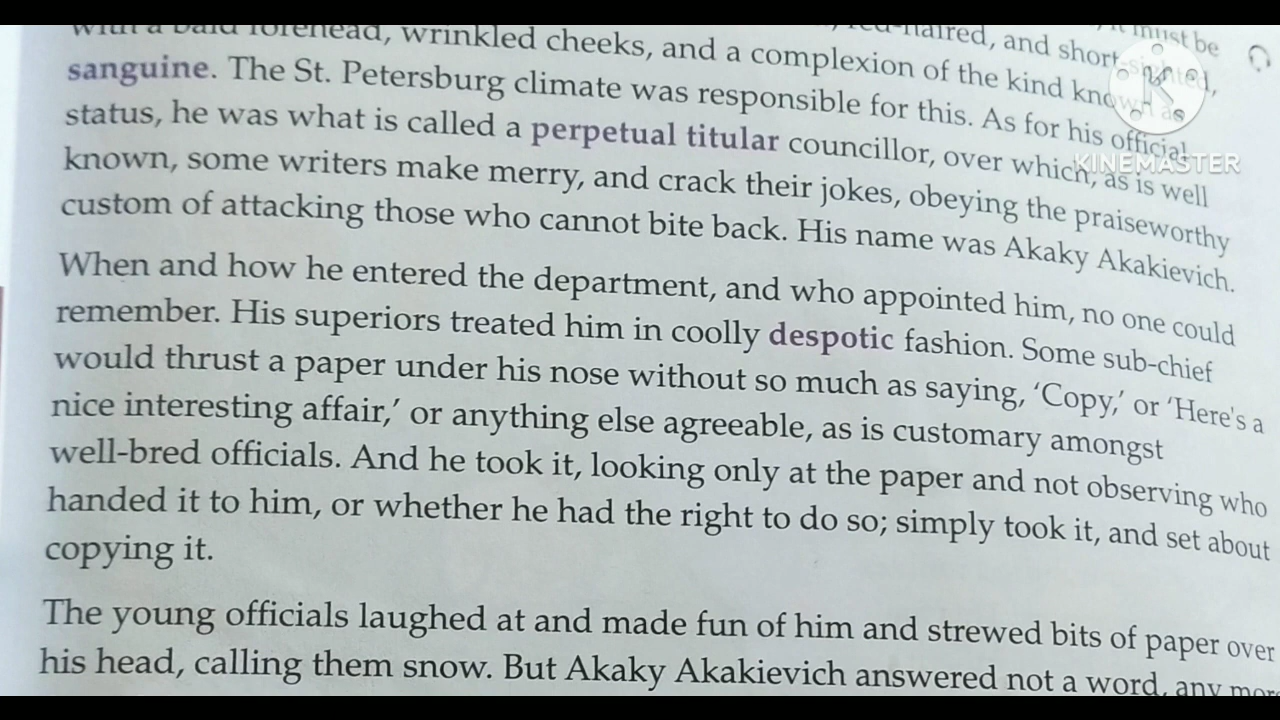 with a bald forehead, wrinkled cheeks, and a complexion of the kind known as
red-haired, and short-sighted,
it must be
sanguine. The St. Petersburg climate was responsible for this. As for his official
status, he was what is called a perpetual titular councillor, over which, as is well
known, some writers make merry, and crack their jokes, obeying the praiseworthy
custom of attacking those who cannot bite back. His name was Akaky Akakievich.
When and how he entered the department, and who appointed him, no one could
remember. His superiors treated him in coolly despotic fashion. Some sub-chief
would thrust a paper under his nose without so much as saying, ‘Copy,’ or ‘Here's a
nice interesting affair,’ or anything else agreeable, as is customary amongst
well-bred officials. And he took it, looking only at the paper and not observing who
handed it to him, or whether he had the right to do so; simply took it, and set about
copying it.
The young officials laughed at and made fun of him and strewed bits of paper over
his head, calling them snow. But Akaky Akakievich answered not a word, any more
K
KINEMASTER